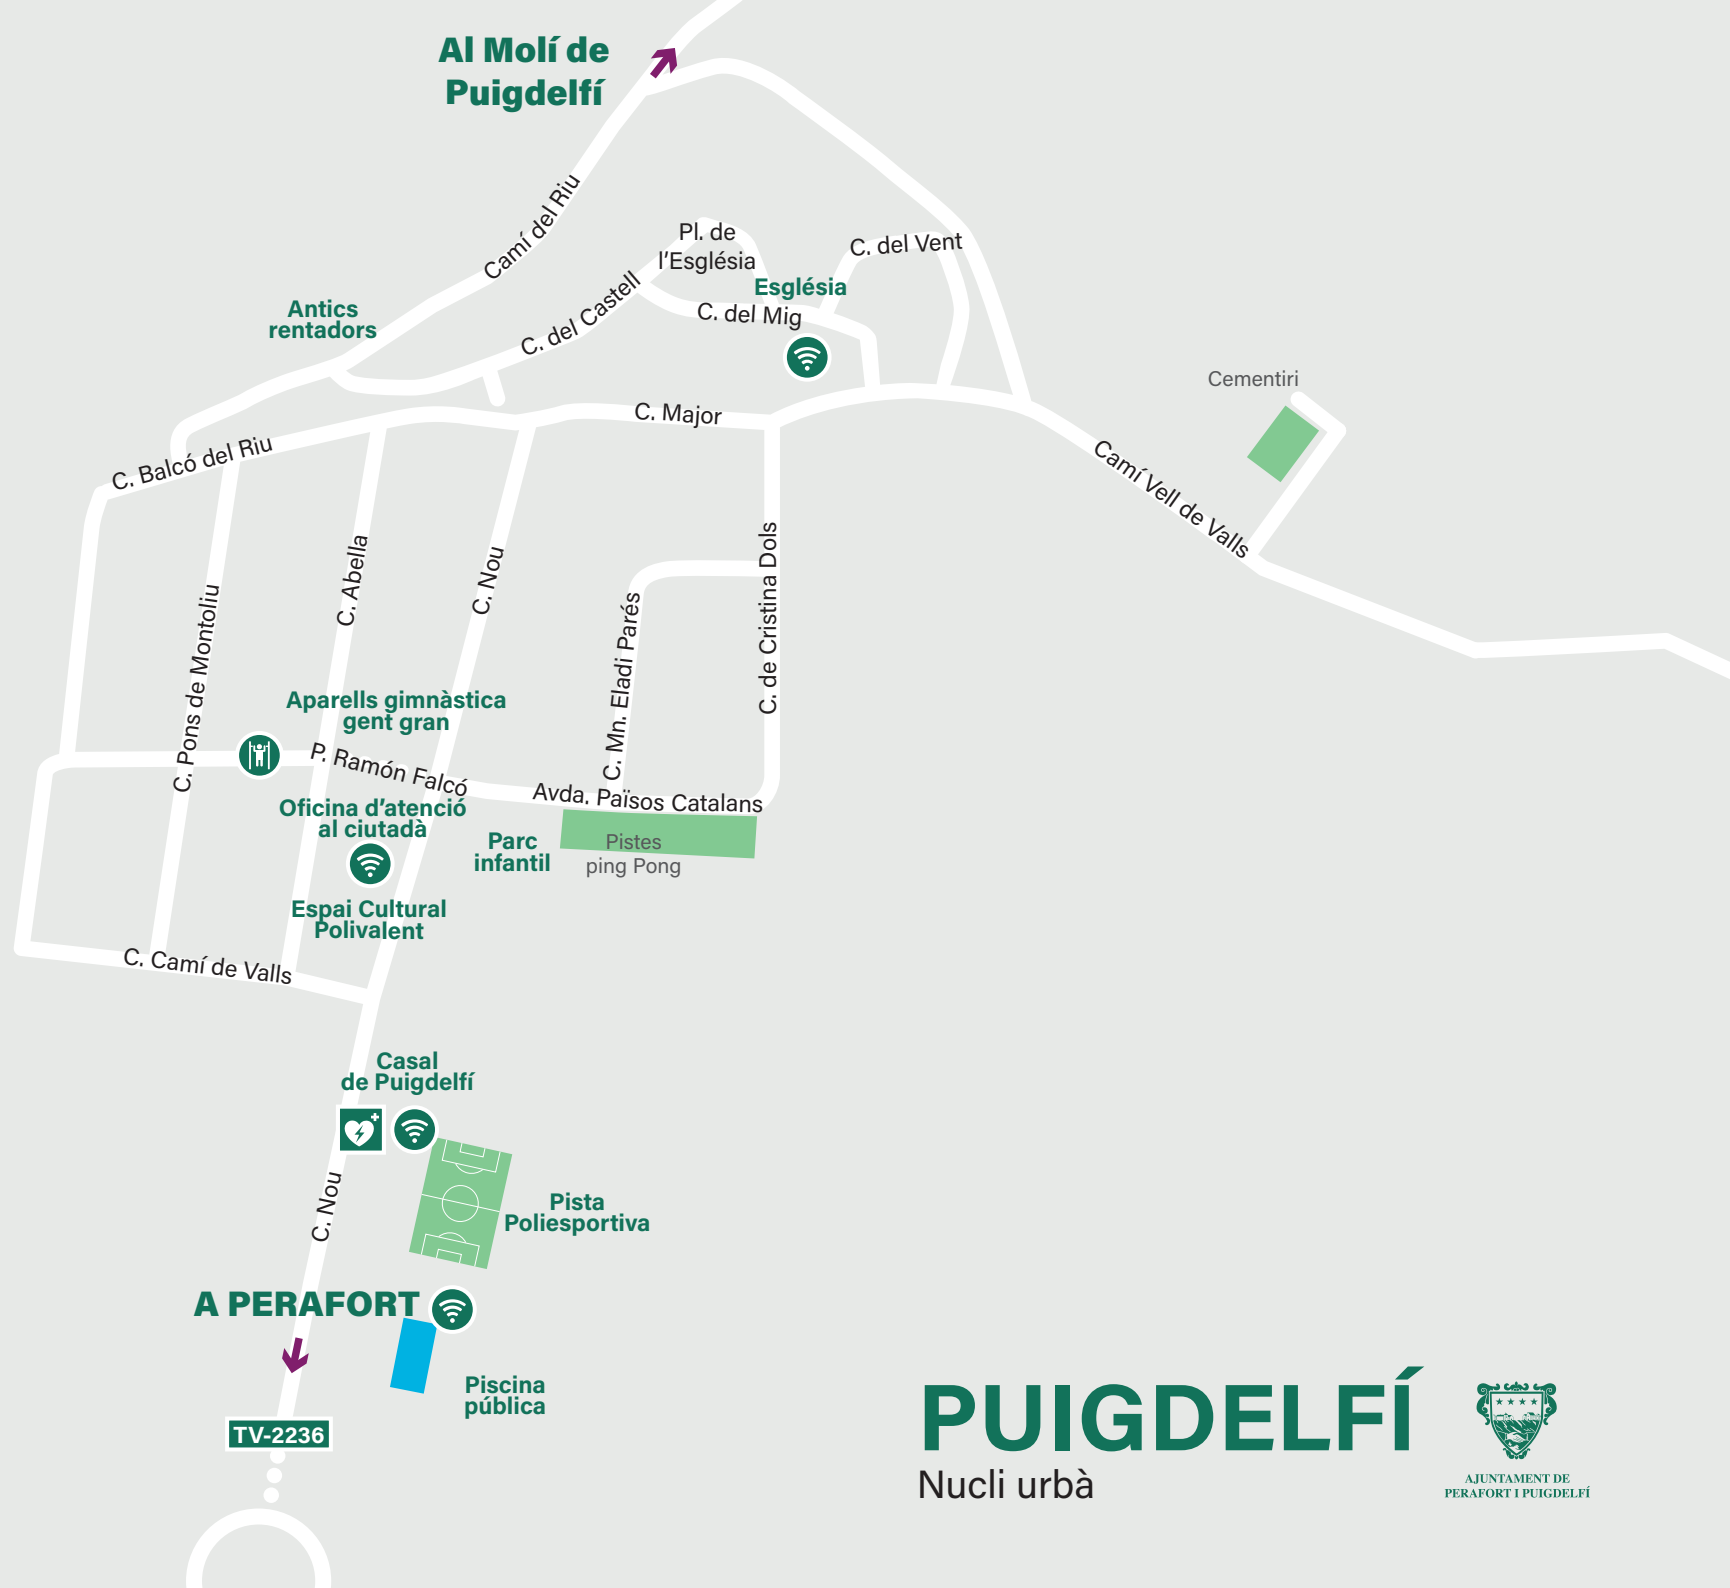 Al Molí de
Puigdelfí
Camí del Riu
Pl. de
l'Església
C. del Vent
Església
C. del Mig
C. del Castell
Antics
rentadors
Cementiri
C. Major
C. Balcó del Riu
Camí Vell de Valls
C. Pons de Montoliu
C. Abella
C. Nou
C. Mn. Eladi Parés
C. de Cristina Dols
Aparells gimnàstica
gent gran
P. Ramón Falcó
Avda. Països Catalans
Oficina d'atenció
al ciutadà
Parc
infantil
Pistes
ping Pong
Espai Cultural
Polivalent
C. Camí de Valls
Casal
de Puigdelfí
C. Nou
Pista
Poliesportiva
A PERAFORT
Piscina
pública
TV-2236
PUIGDELFÍ
Nucli urbà
AJUNTAMENT DE
PERAFORT I PUIGDELFÍ